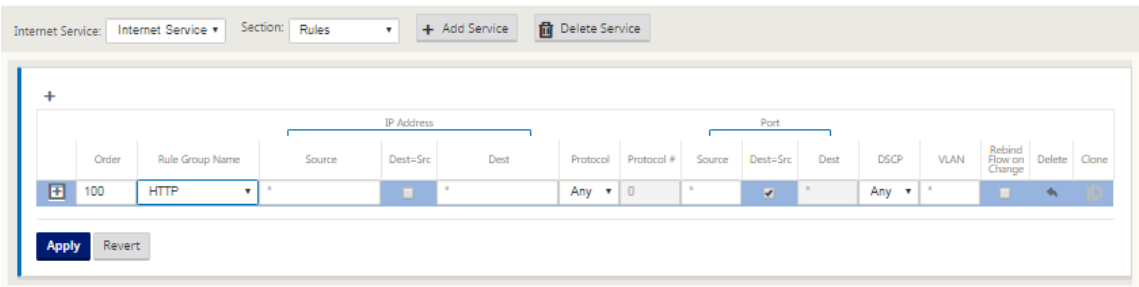 Internet Service: Internet Service Section: Rules + Add Service Delete Service
+
IP Address Port
Order Rule Group Name Source Dest=Src Dest Protocol Protocol # Source Dest=Src Dest DSCP VLAN Rebind Flow on Change Delete Clone
100 HTTP * * Any 0 * * Any *
Apply Revert